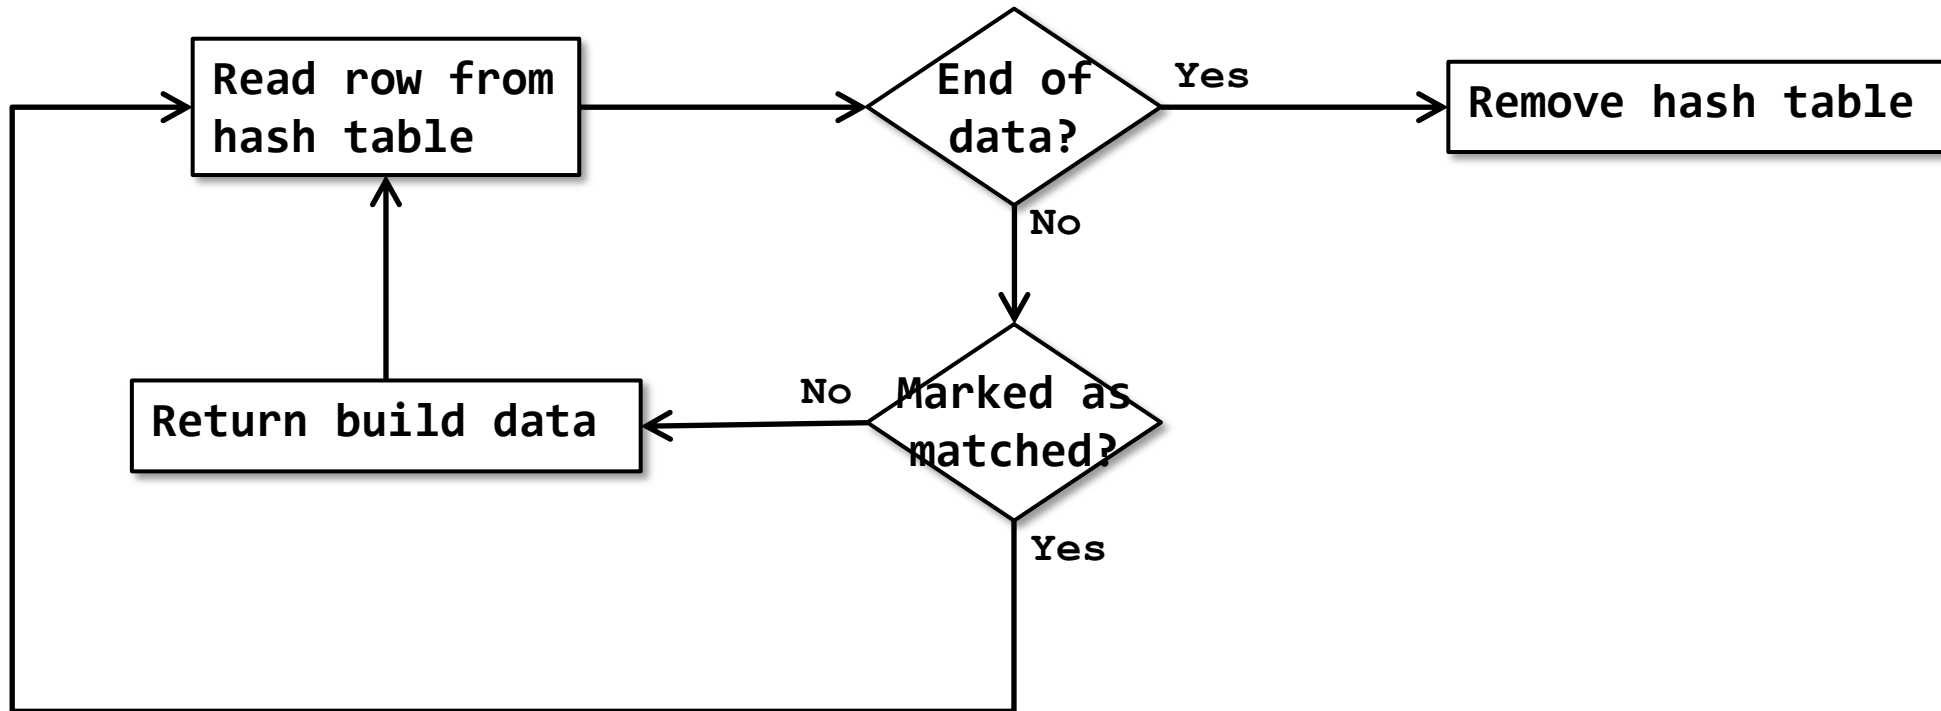 Read row from
hash table
End of
data?
Yes
Remove hash table
No
Return build data
No
Marked as
matched?
Yes